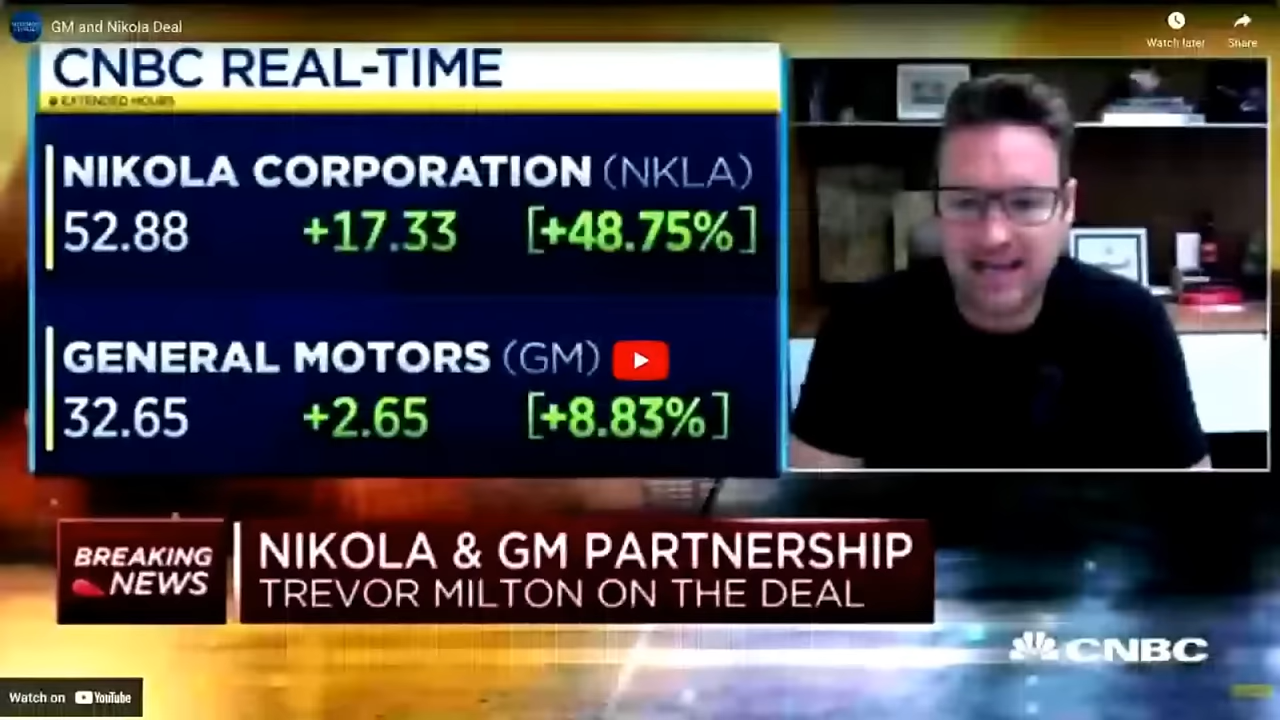 GM and Nikola Deal
Watch later
Share
CNBC REAL-TIME
EXTENDED HOURS
NIKOLA CORPORATION (NKLA)
52.88 +17.33 [+48.75%]
GENERAL MOTORS (GM)
32.65 +2.65 [+8.83%]
BREAKING
NEWS
NIKOLA & GM PARTNERSHIP
TREVOR MILTON ON THE DEAL
CNBC
Watch on YouTube